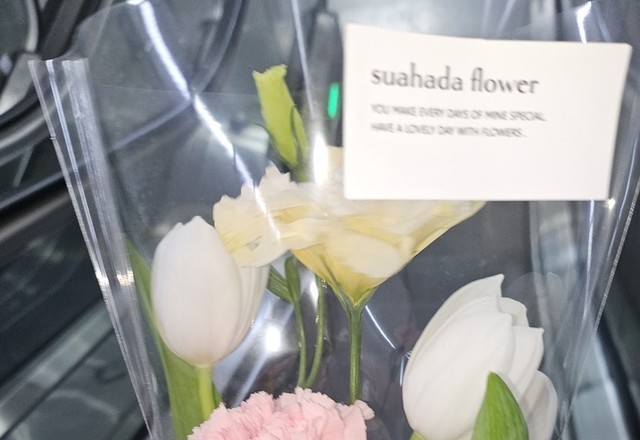 suahada flower
YOU MAKE EVERY DAYS OF MINE SPECIAL.
HAVE A LOVELY DAY WITH FLOWERS.